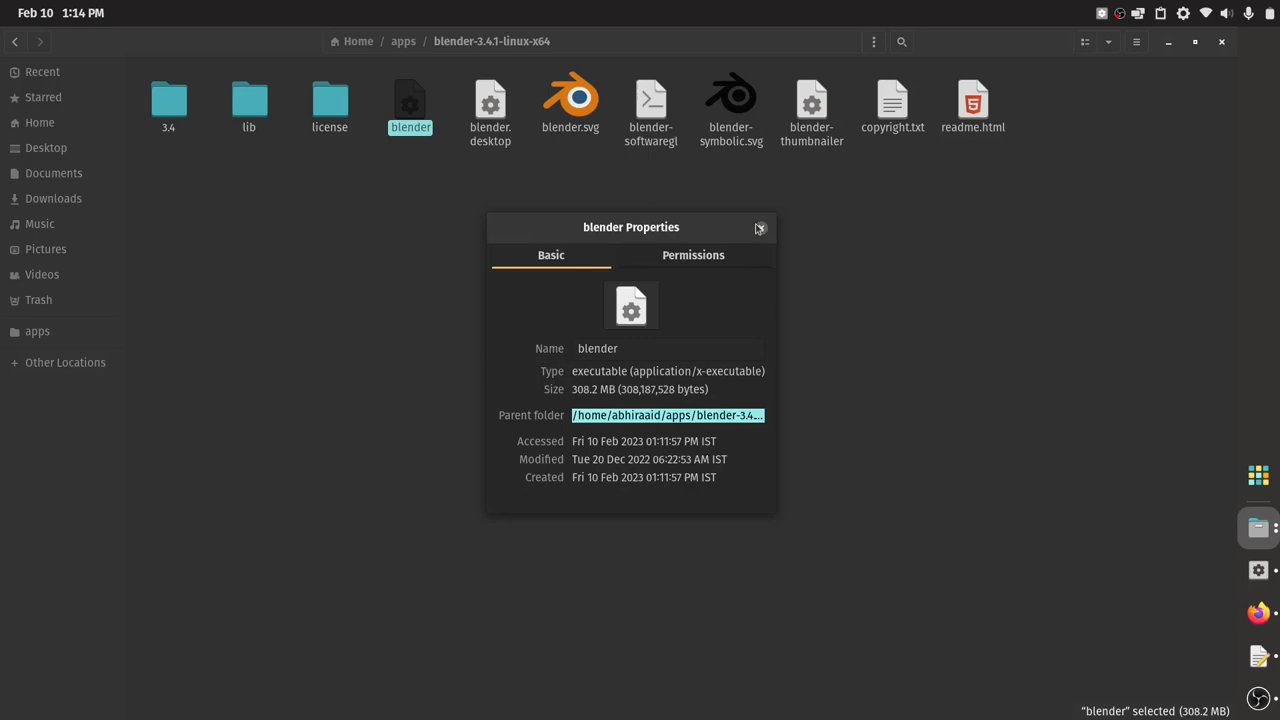 Feb 10 1:14 PM
Home apps blender-3.4.1-linux-x64
Recent
Starred
Home
Desktop
Documents
Downloads
Music
Pictures
Videos
Trash
apps
Other Locations
3.4
lib
license
blender
blender.
desktop
blender.svg
blender-
softwaregl
blender-
symbolic.svg
blender-
thumbnailer
copyright.txt
readme.html
blender Properties
Basic Permissions
Name blender
Type executable (application/x-executable)
Size 308.2 MB (308,187,528 bytes)
Parent folder /home/abhiraaid/apps/blender-3.4…
Accessed Fri 10 Feb 2023 01:11:57 PM IST
Modified Tue 20 Dec 2022 06:22:53 AM IST
Created Fri 10 Feb 2023 01:11:57 PM IST
"blender" selected (308.2 MB)